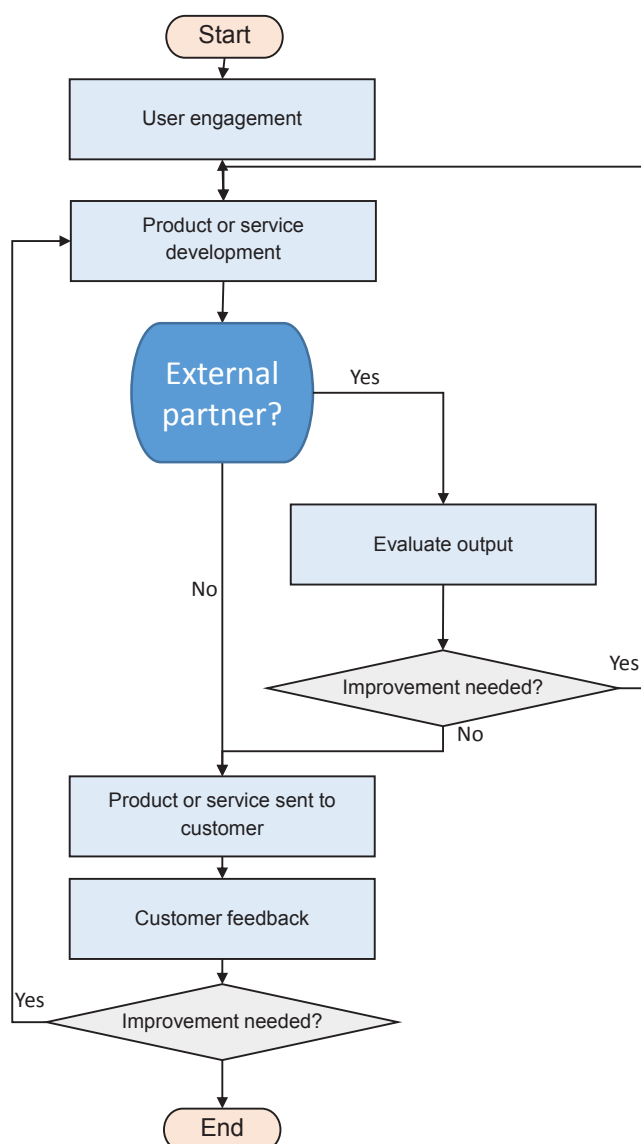 Start
User engagement
Product or service
development
External
partner?
Yes
Evaluate output
No
Improvement needed?
Yes
No
Product or service sent to
customer
Customer feedback
Yes
Improvement needed?
End